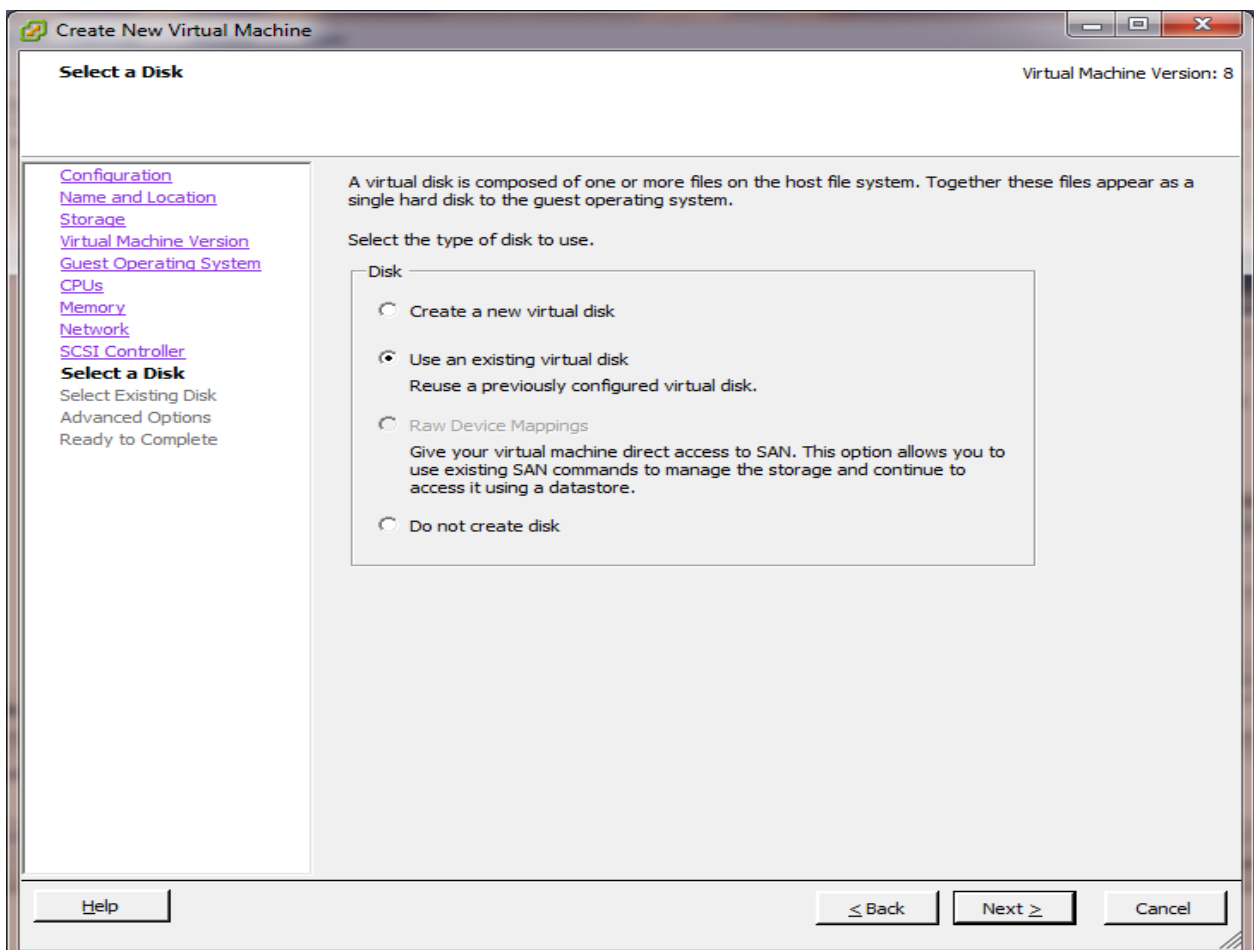 Create New Virtual Machine
Select a Disk
Virtual Machine Version: 8
Configuration
Name and Location
Storage
Virtual Machine Version
Guest Operating System
CPUs
Memory
Network
SCSI Controller
Select a Disk
Select Existing Disk
Advanced Options
Ready to Complete
A virtual disk is composed of one or more files on the host file system. Together these files appear as a
single hard disk to the guest operating system.
Select the type of disk to use.
Disk
Create a new virtual disk
Use an existing virtual disk
Reuse a previously configured virtual disk.
Raw Device Mappings
Give your virtual machine direct access to SAN. This option allows you to
use existing SAN commands to manage the storage and continue to
access it using a datastore.
Do not create disk
Help
< Back
Next >
Cancel